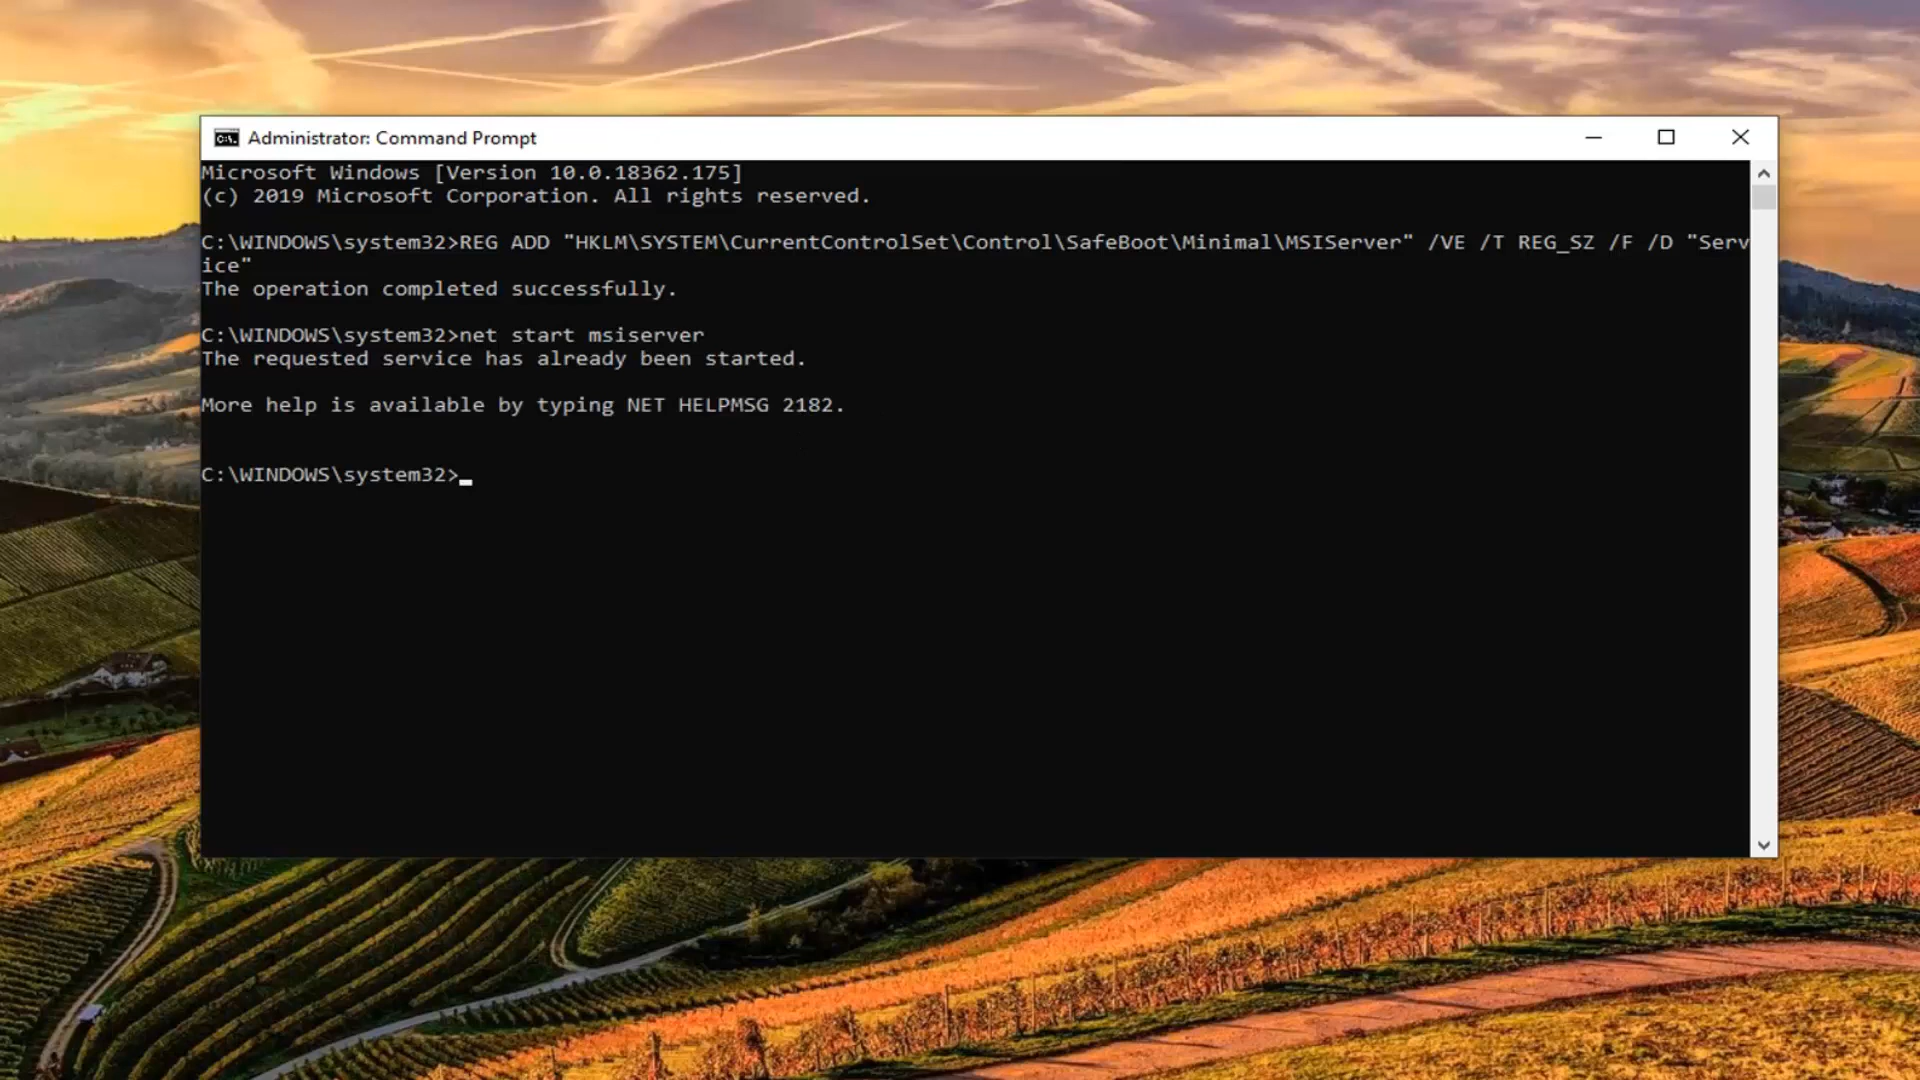 Administrator: Command Prompt
Microsoft Windows [Version 10.0.18362.175]
(c) 2019 Microsoft Corporation. All rights reserved.
C:\WINDOWS\system32>REG ADD "HKLM\SYSTEM\CurrentControlSet\Control\SafeBoot\Minimal\MSIServer" /VE /T REG_SZ /F /D "Serv
ice"
The operation completed successfully.
C:\WINDOWS\system32>net start msiserver
The requested service has already been started.
More help is available by typing NET HELPMSG 2182.
C:\WINDOWS\system32>